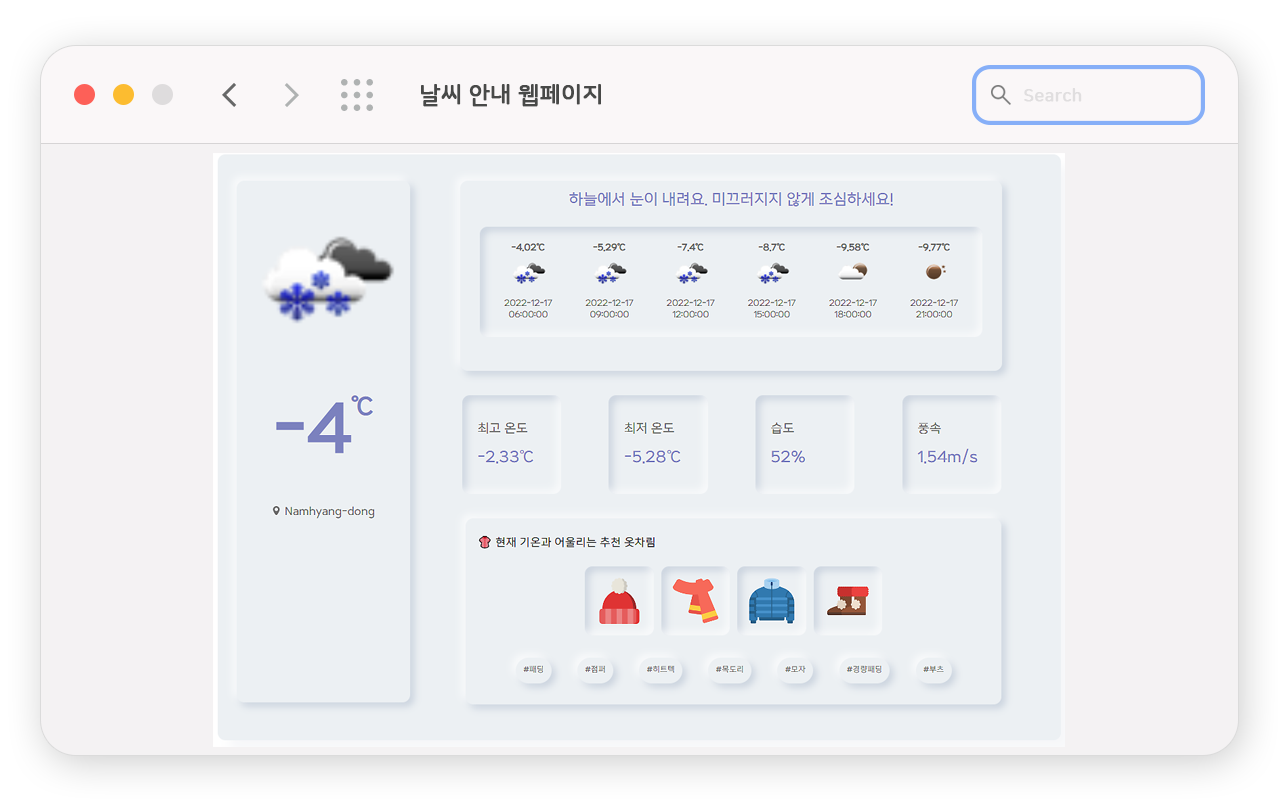 날씨 안내 웹페이지
Search
하늘에서 눈이 내려요. 미끄러지지 않게 조심하세요!
-4.02℃ -5.29℃ -7.4℃ -8.7℃ -9.58℃ -9.77℃
2022-12-17 2022-12-17 2022-12-17 2022-12-17 2022-12-17 2022-12-17
06:00:00 09:00:00 12:00:00 15:00:00 18:00:00 21:00:00
-4℃
Namhyang-dong
최고 온도 최저 온도 습도 풍속
-2.33℃ -5.28℃ 52% 1.54m/s
현재 기온과 어울리는 추천 옷차림
#패딩 #점퍼 #히트텍 #목도리 #모자 #경량패딩 #부츠